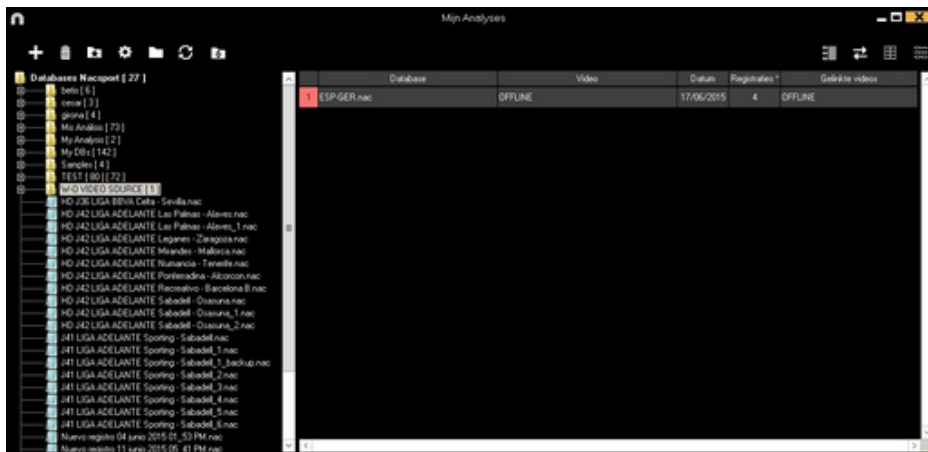 Mijn Analyses
Databases Nacsport [ 27 ]
betis [ 6 ]
cesar [ 3 ]
girona [ 4 ]
Mis Análisis [ 73 ]
My Analysis [ 2 ]
My DBs [ 142 ]
Samples [ 4 ]
TEST [ 80 ] [ 72 ]
W-O VIDEO SOURCE [ 1 ]
HD J36 LIGA BBVA Celta - Sevilla.nac
HD J42 LIGA ADELANTE Las Palmas - Alaves.nac
HD J42 LIGA ADELANTE Las Palmas - Alaves_1.nac
HD J42 LIGA ADELANTE Leganes - Zaragoza.nac
HD J42 LIGA ADELANTE Mirandes - Mallorca.nac
HD J42 LIGA ADELANTE Numancia - Tenerife.nac
HD J42 LIGA ADELANTE Ponferradina - Alcorcon.nac
HD J42 LIGA ADELANTE Recreativo - Barcelona B.nac
HD J42 LIGA ADELANTE Sabadell - Osasuna.nac
HD J42 LIGA ADELANTE Sabadell - Osasuna_1.nac
HD J42 LIGA ADELANTE Sabadell - Osasuna_2.nac
J41 LIGA ADELANTE Sporting - Sabadell.nac
J41 LIGA ADELANTE Sporting - Sabadell_1.nac
J41 LIGA ADELANTE Sporting - Sabadell_1_backup.nac
J41 LIGA ADELANTE Sporting - Sabadell_2.nac
J41 LIGA ADELANTE Sporting - Sabadell_3.nac
J41 LIGA ADELANTE Sporting - Sabadell_4.nac
J41 LIGA ADELANTE Sporting - Sabadell_5.nac
J41 LIGA ADELANTE Sporting - Sabadell_6.nac
Nuevo registro 04 junio 2015 01_53 PM.nac
Nuevo registro 11 junio 2015 05_41 PM.nac
Database Video Datum Registraties * Gelinkte videos
1 ESP-GER.nac OFFLINE 17/06/2015 4 OFFLINE